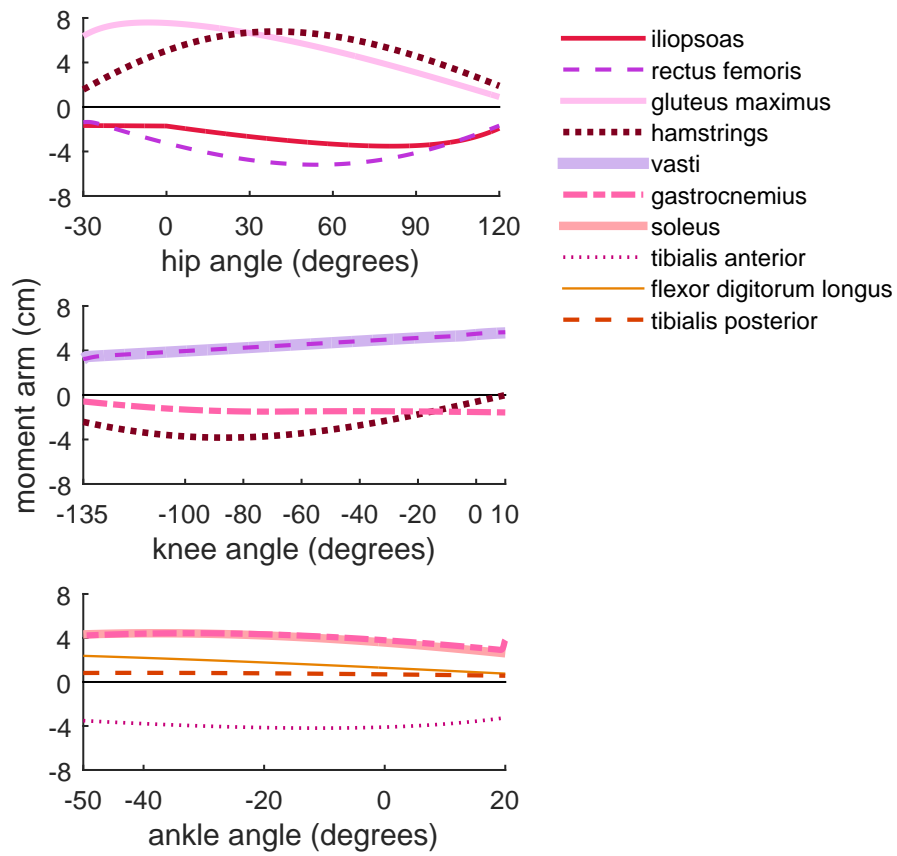 8
4
0
-4
-8
-30 0 30 60 90 120
hip angle (degrees)
iliopsoas
rectus femoris
gluteus maximus
hamstrings
vasti
gastrocnemius
soleus
tibialis anterior
flexor digitorum longus
tibialis posterior
moment arm (cm)
8
4
0
-4
-8
-135 -100 -80 -60 -40 -20 0 10
knee angle (degrees)
8
4
0
-4
-8
-50 -40 -20 0 20
ankle angle (degrees)